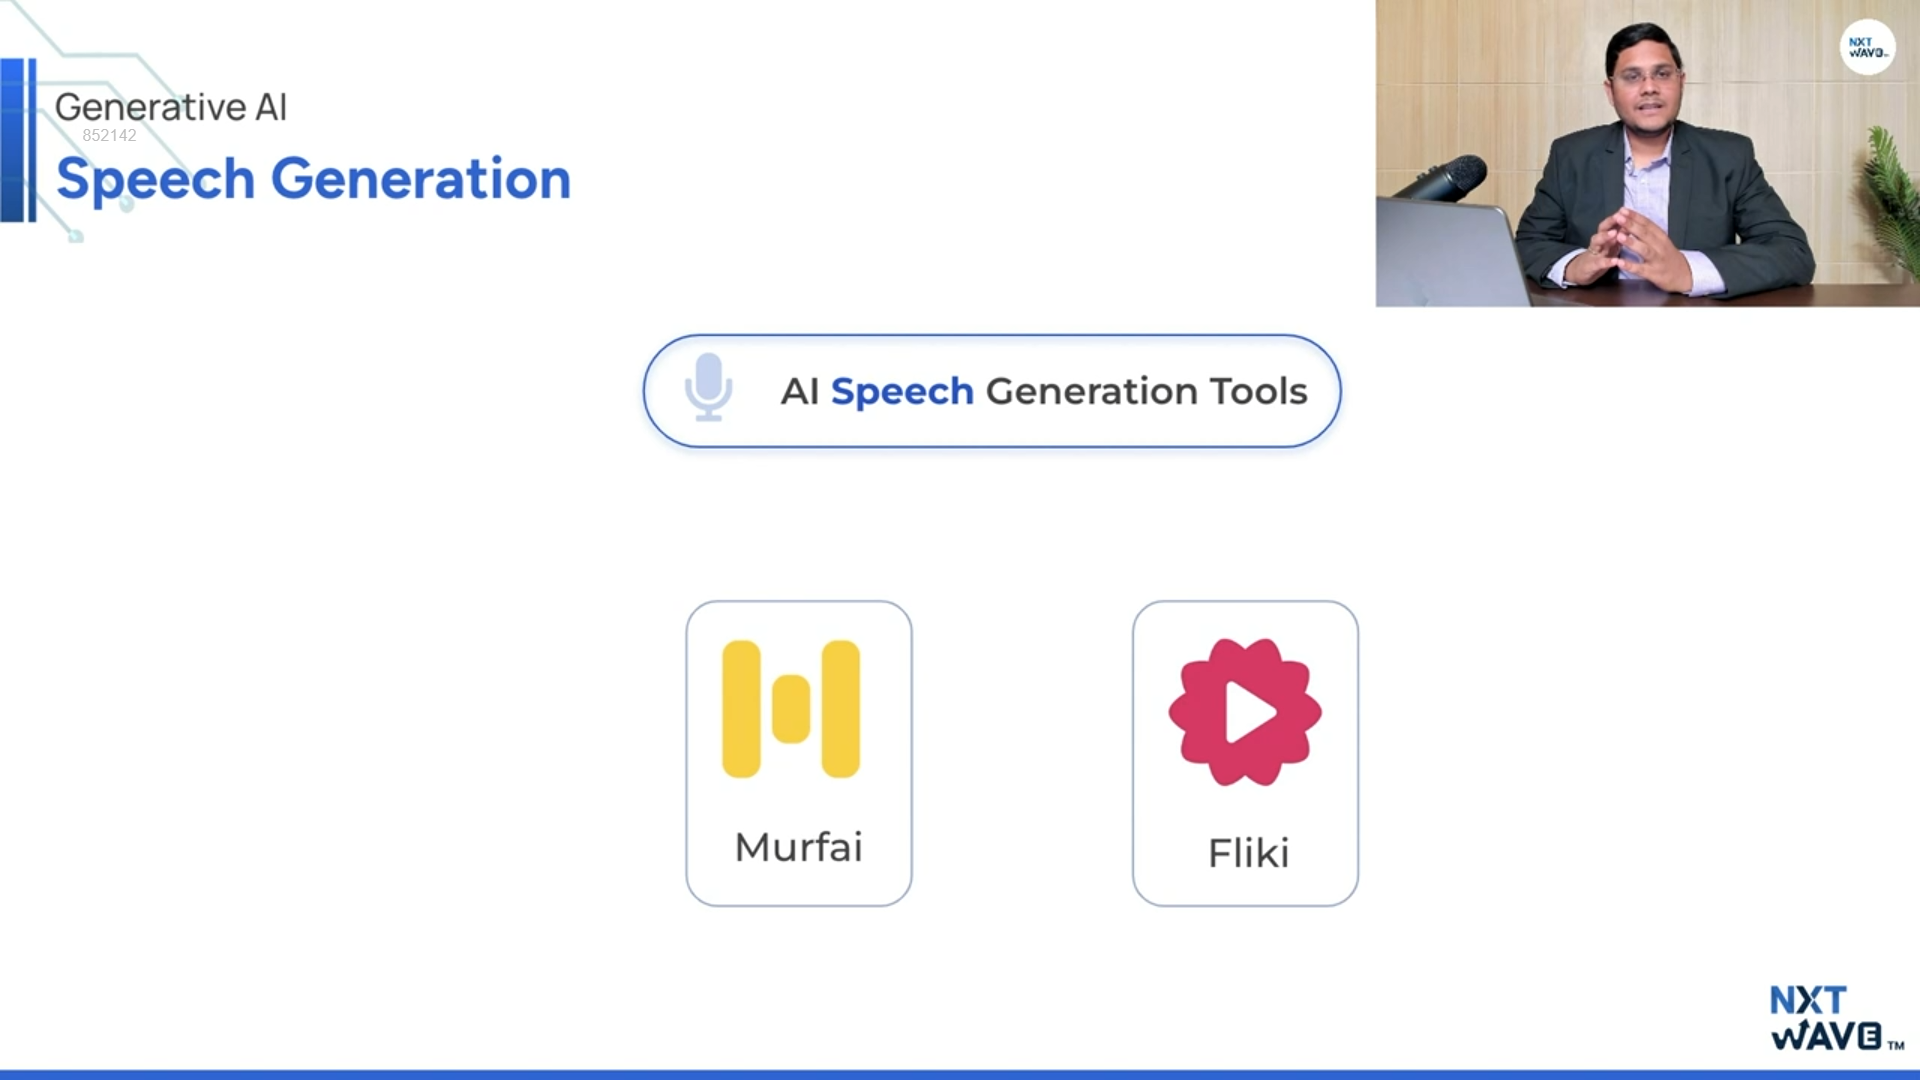 Generative AI
852142
Speech Generation
NXT
WAVE
AI Speech Generation Tools
Murfai
Fliki
NXT
WAVE TM